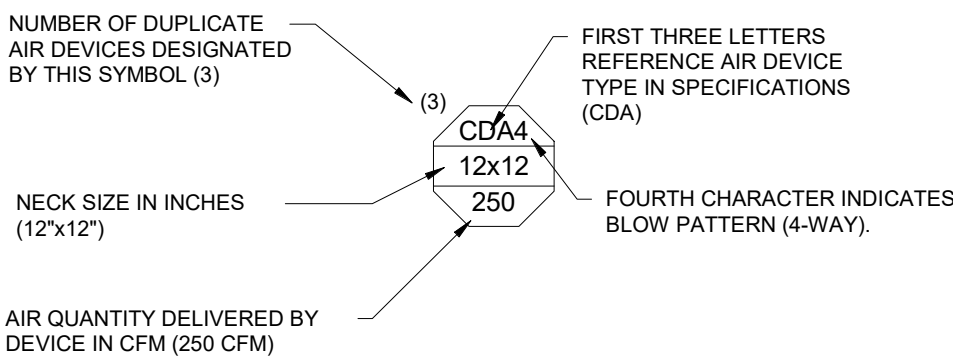 NUMBER OF DUPLICATE
AIR DEVICES DESIGNATED
BY THIS SYMBOL (3)
FIRST THREE LETTERS
REFERENCE AIR DEVICE
TYPE IN SPECIFICATIONS
(CDA)
(3)
CDA4
12x12
250
NECK SIZE IN INCHES
(12"x12")
FOURTH CHARACTER INDICATES
BLOW PATTERN (4-WAY).
AIR QUANTITY DELIVERED BY
DEVICE IN CFM (250 CFM)